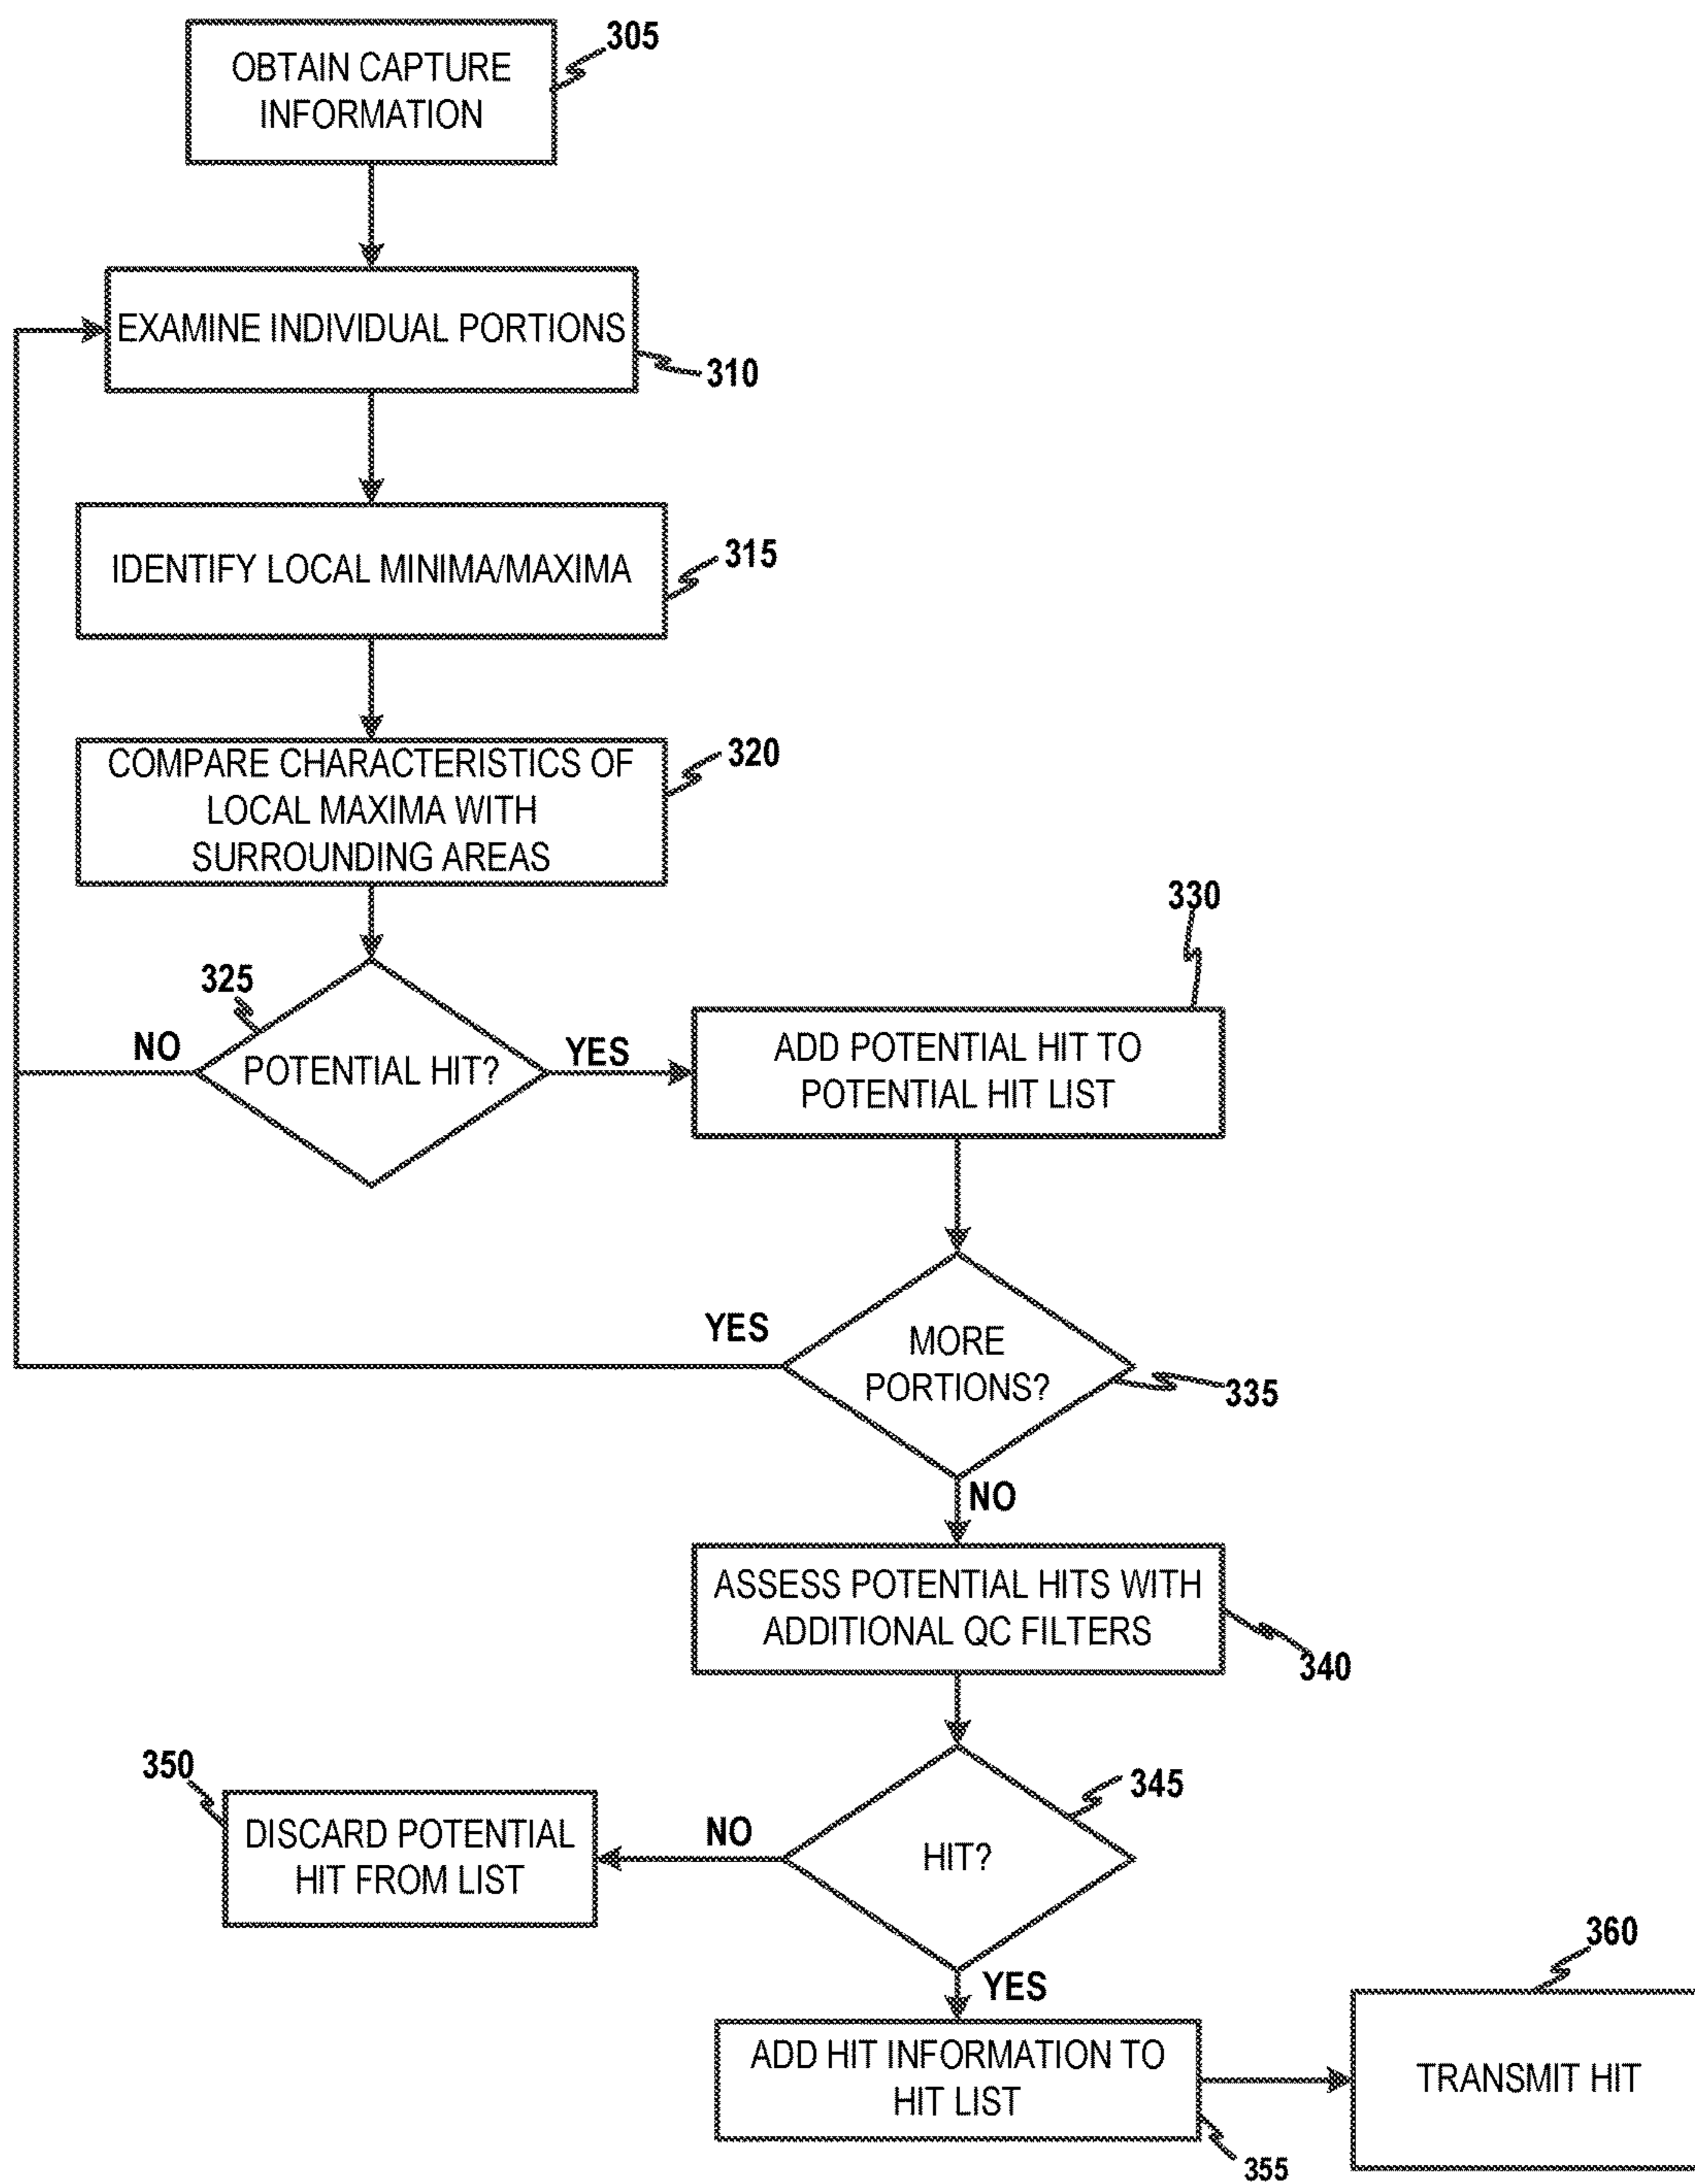 305
OBTAIN CAPTURE
INFORMATION
EXAMINE INDIVIDUAL PORTIONS
310
IDENTIFY LOCAL MINIMA/MAXIMA
315
COMPARE CHARACTERISTICS OF
LOCAL MAXIMA WITH
SURROUNDING AREAS
320
325
NO
POTENTIAL HIT?
YES
330
ADD POTENTIAL HIT TO
POTENTIAL HIT LIST
YES
MORE
PORTIONS?
335
NO
ASSESS POTENTIAL HITS WITH
ADDITIONAL QC FILTERS
340
345
HIT?
NO
350
DISCARD POTENTIAL
HIT FROM LIST
YES
ADD HIT INFORMATION TO
HIT LIST
355
360
TRANSMIT HIT